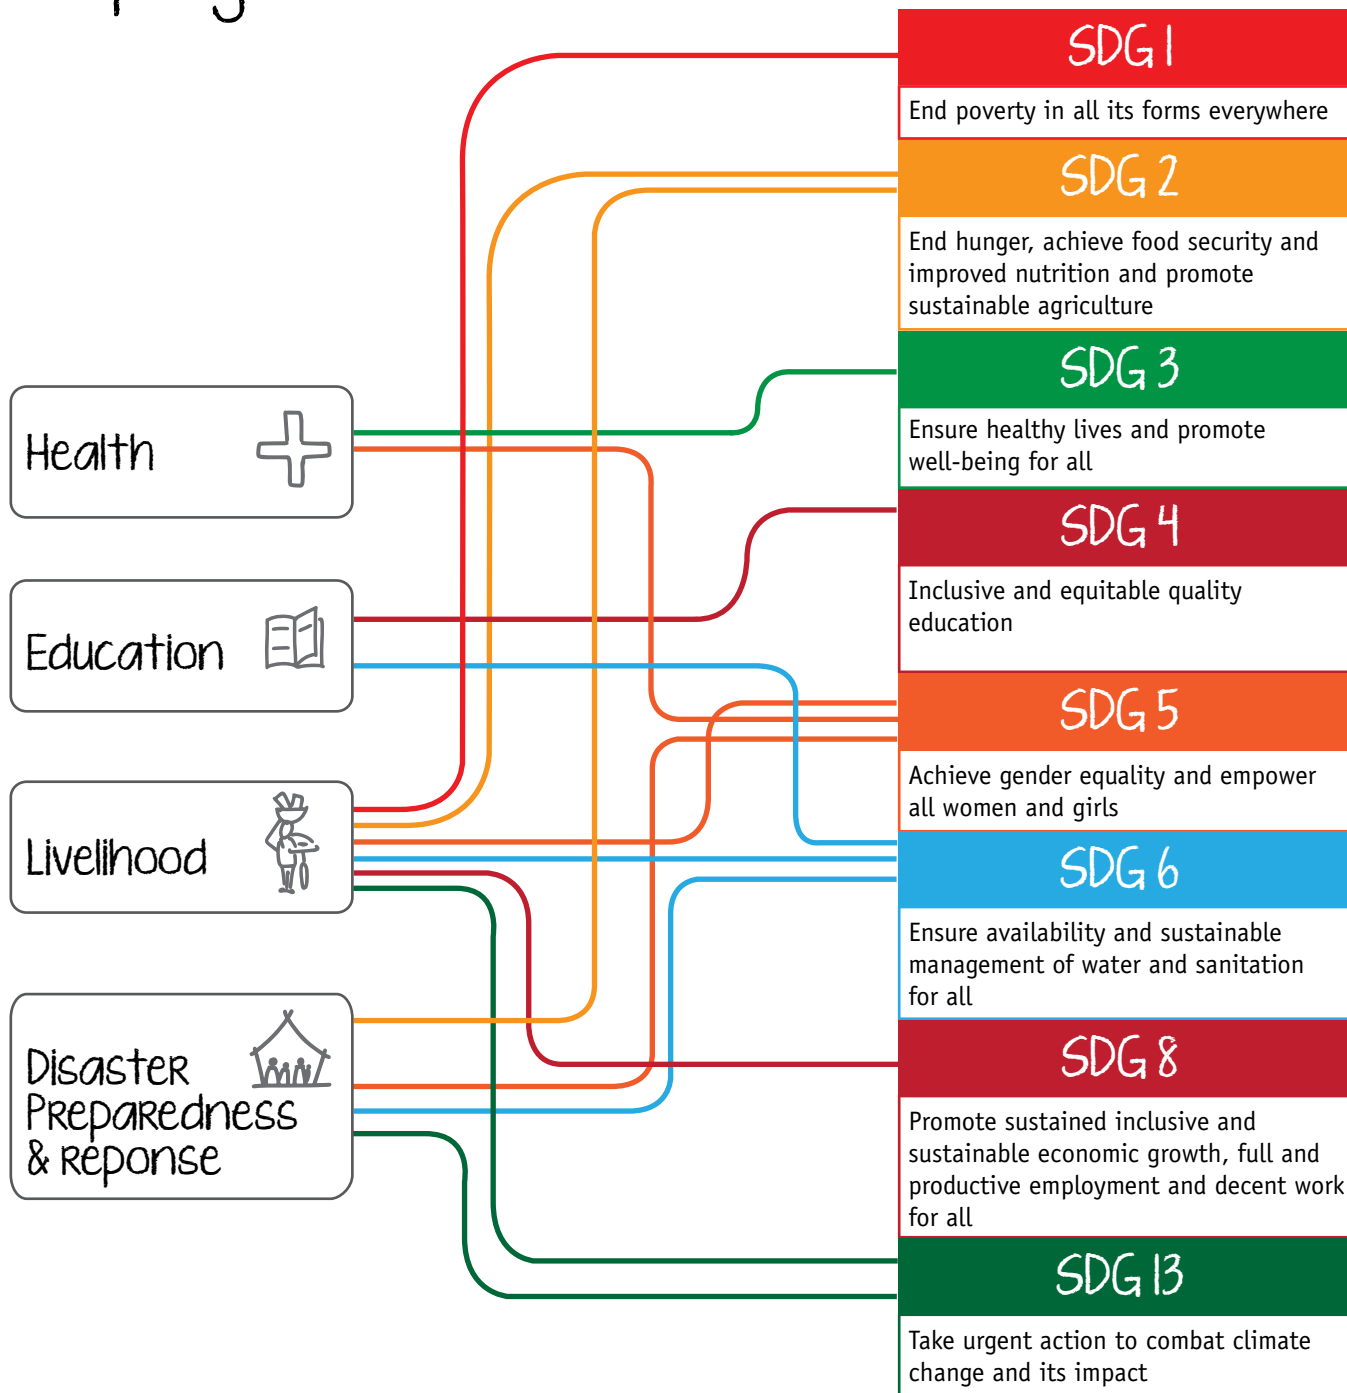 Health
Education
Livelihood
Disaster
Preparedness
& reponse
SDG 1
End poverty in all its forms everywhere
SDG 2
End hunger, achieve food security and
improved nutrition and promote
sustainable agriculture
SDG 3
Ensure healthy lives and promote
well-being for all
SDG 4
Inclusive and equitable quality
education
SDG 5
Achieve gender equality and empower
all women and girls
SDG 6
Ensure availability and sustainable
management of water and sanitation
for all
SDG 8
Promote sustained inclusive and
sustainable economic growth, full and
productive employment and decent work
for all
SDG 13
Take urgent action to combat climate
change and its impact